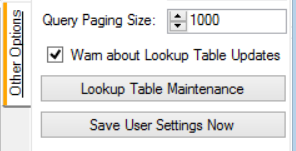 Other Options
Query Paging Size: 1000
Warn about Lookup Table Updates
Lookup Table Maintenance
Save User Settings Now